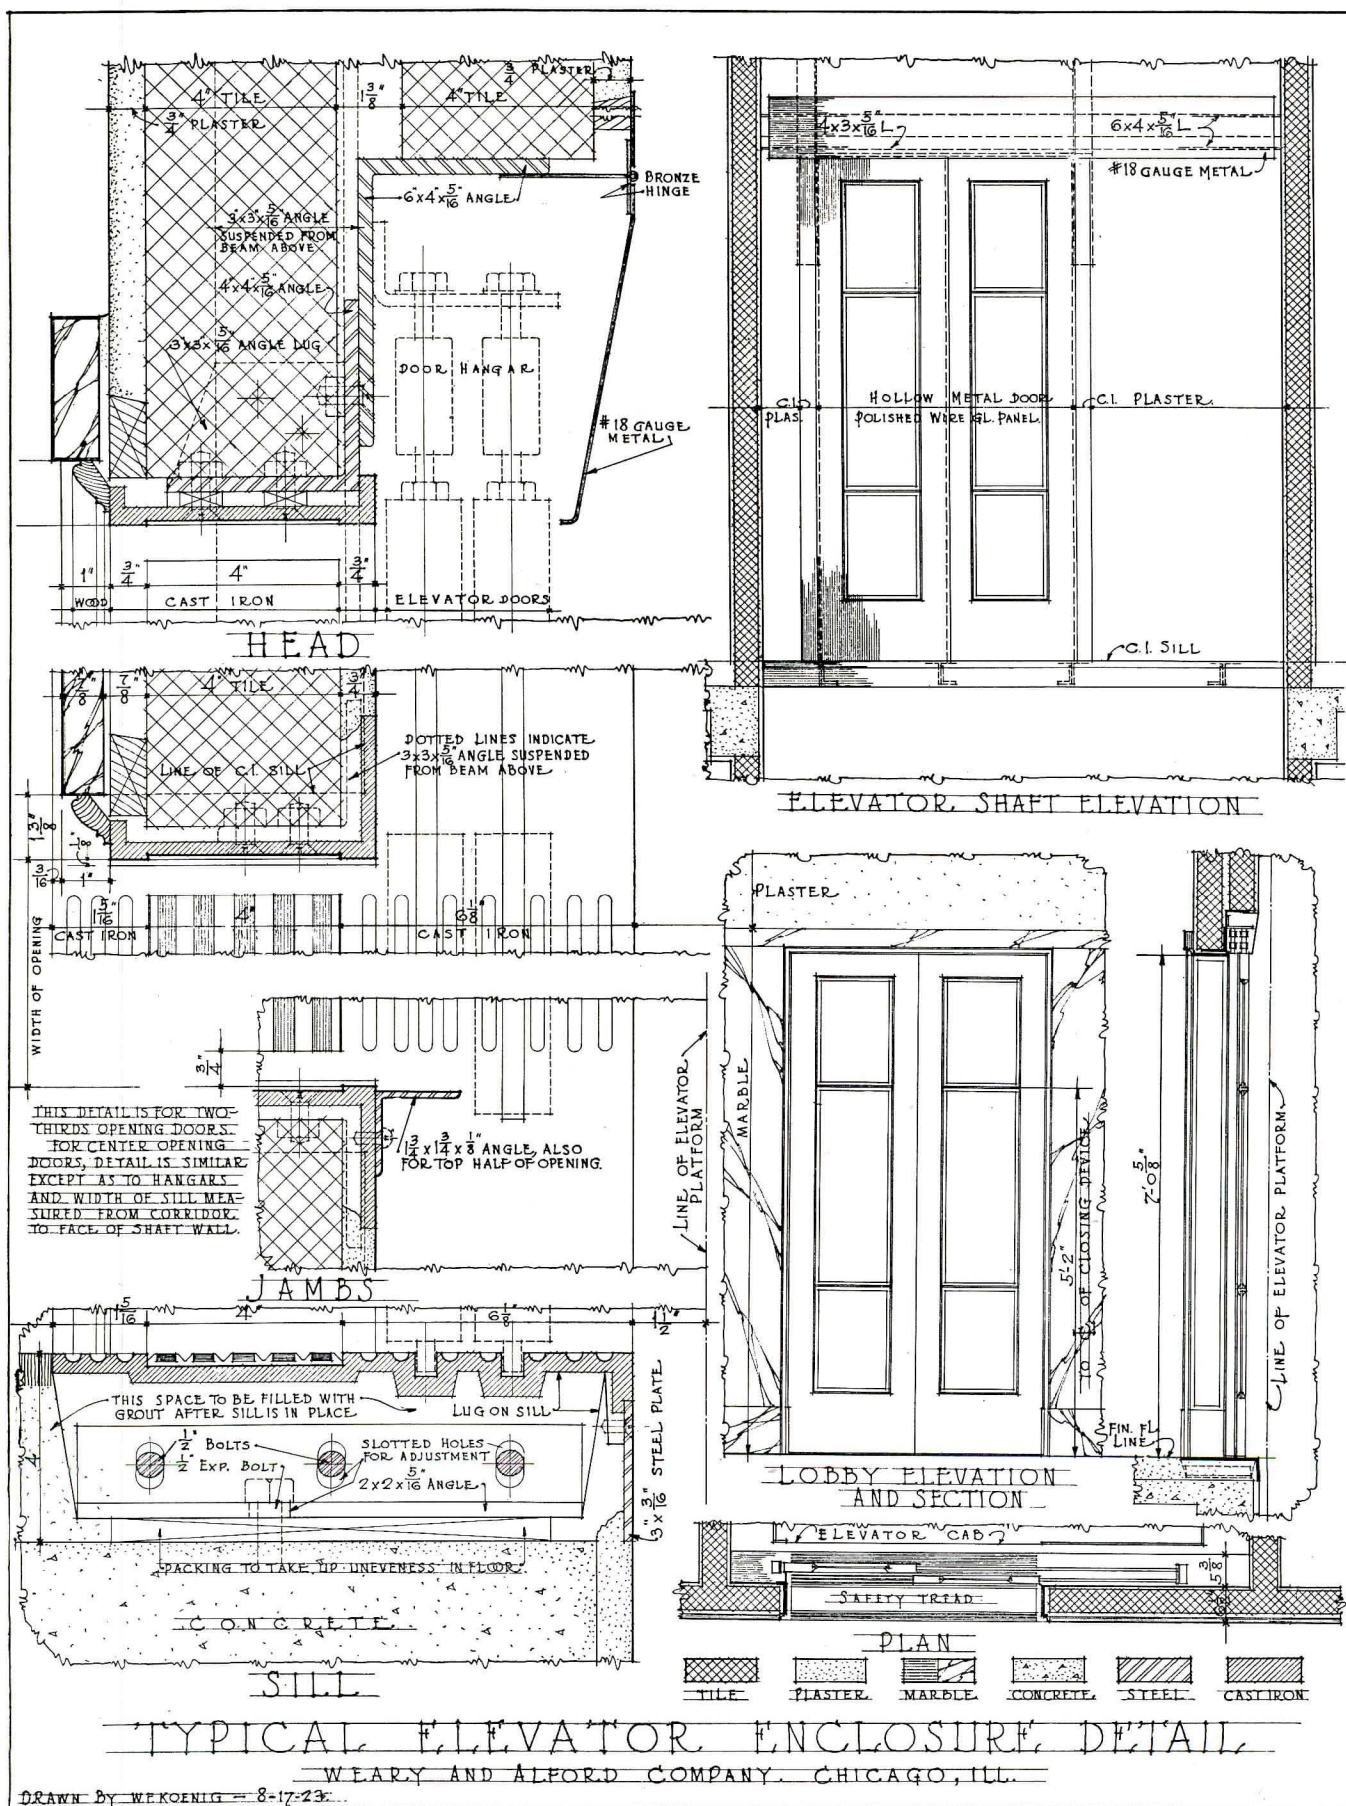 4" TILE
1 3/8"
4" TILE
3/4 PLASTER
3/4" PLASTER
BRONZE
HINGE
6"x4"x5/16" ANGLE
3"x3"x5/16" ANGLE
SUSPENDED FROM
BEAM ABOVE
4"x4"x5/16" ANGLE
3"x3"x5/16" ANGLE LUG
DOOR HANGAR
#18 GAUGE
METAL
1"
3/4"
4"
3/4"
WOOD
CAST IRON
ELEVATOR DOORS
HEAD
4x3x5/16" L
6x4x5/16" L
#18 GAUGE METAL
C.I.
PLAS.
HOLLOW METAL DOOR
POLISHED WIRE GL. PANEL
C.I. PLASTER.
C.I. SILL
ELEVATOR SHAFT ELEVATION
7/8"
7/8"
4" TILE
3/4"
DOTTED LINES INDICATE
3x3x5/16" ANGLE SUSPENDED
FROM BEAM ABOVE
LINE OF C.I. SILL
1 3/8"
1/8"
3/16"
1"
1 5/16"
4"
6 1/8"
CAST IRON
CAST IRON
WIDTH OF OPENING
3/4"
THIS DETAIL IS FOR TWO-
THIRDS OPENING DOORS.
FOR CENTER OPENING
DOORS, DETAIL IS SIMILAR
EXCEPT AS TO HANGARS
AND WIDTH OF SILL MEA-
SURED FROM CORRIDOR
TO FACE OF SHAFT WALL.
1 3/4 x 1 3/4 x 1/8" ANGLE, ALSO
FOR TOP HALF OF OPENING.
JAMBS
PLASTER
MARBLE
LINE OF ELEVATOR
PLATFORM
5'-2"
TO ℄ OF CLOSING DEVICE
7'-0 5/8"
LINE OF ELEVATOR PLATFORM
FIN. FL.
LINE
LOBBY ELEVATION
AND SECTION
1 5/16"
4"
6 1/8"
1 1/2"
THIS SPACE TO BE FILLED WITH
GROUT AFTER SILL IS IN PLACE
LUG ON SILL
1/2" BOLTS
1/2" EXP. BOLT
SLOTTED HOLES
FOR ADJUSTMENT
2x2x5/16" ANGLE
4"
3"x3/16" STEEL PLATE
PACKING TO TAKE UP UNEVENESS IN FLOOR
CONCRETE
SILL
ELEVATOR CAB
5 3/8
SAFETY TREAD
PLAN
TILE
PLASTER
MARBLE
CONCRETE
STEEL
CAST IRON
TYPICAL ELEVATOR ENCLOSURE DETAIL
WEARY AND ALFORD COMPANY. CHICAGO, ILL.
DRAWN BY W.F.KOENIG - 8-17-23.